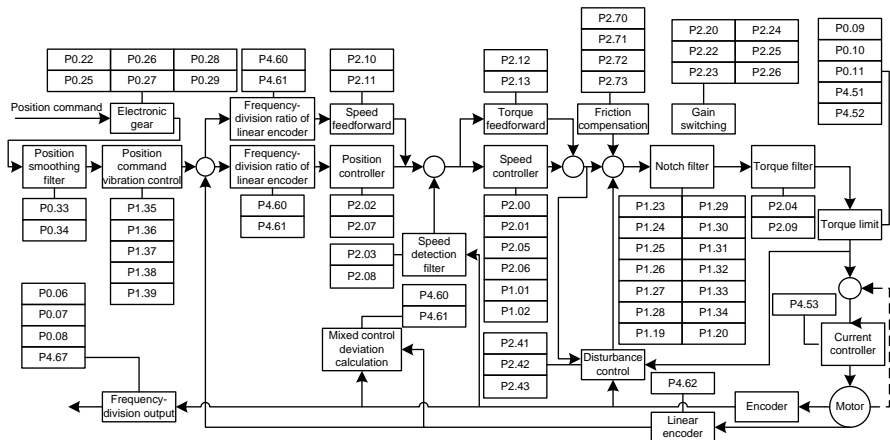 P0.22 P0.26 P0.28
P0.25 P0.27 P0.29
P4.60
P4.61
P2.10
P2.11
P2.12
P2.13
P2.70
P2.71
P2.72
P2.73
P2.20 P2.24
P2.22 P2.25
P2.23 P2.26
P0.09
P0.10
P0.11
P4.51
P4.52
Position command
Electronic
gear
Frequency-
division ratio of
linear encoder
Speed
feedforward
Torque
feedforward
Friction
compensation
Gain
switching
Position
smoothing
filter
Position
command
vibration control
Frequency-
division ratio of
linear encoder
Position
controller
Speed
controller
Notch filter
Torque filter
P0.33
P0.34
P1.35
P1.36
P1.37
P1.38
P1.39
P4.60
P4.61
P2.02
P2.07
P2.03
P2.08
Speed
detection
filter
P2.00
P2.01
P2.05
P2.06
P1.01
P1.02
P1.23 P1.29
P1.24 P1.30
P1.25 P1.31
P1.26 P1.32
P1.27 P1.33
P1.28 P1.34
P1.19 P1.20
P2.04
P2.09
Torque limit
P0.06
P0.07
P0.08
P4.67
P4.60
P4.61
Mixed control
deviation
calculation
P2.41
P2.42
P2.43
Disturbance
control
P4.53
Current
controller
P4.62
Frequency-
division output
Linear
encoder
Encoder
Motor